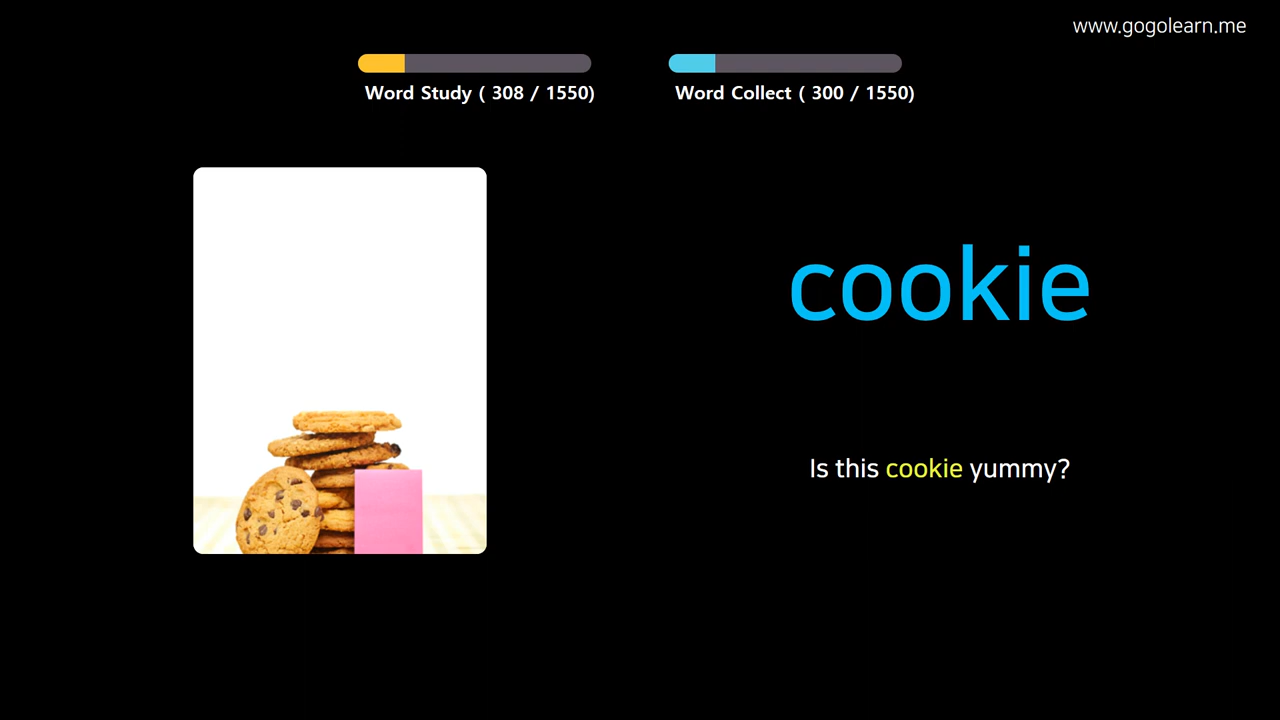 www.gogolearn.me
Word Study ( 308 / 1550)
Word Collect ( 300 / 1550)
cookie
Is this cookie yummy?